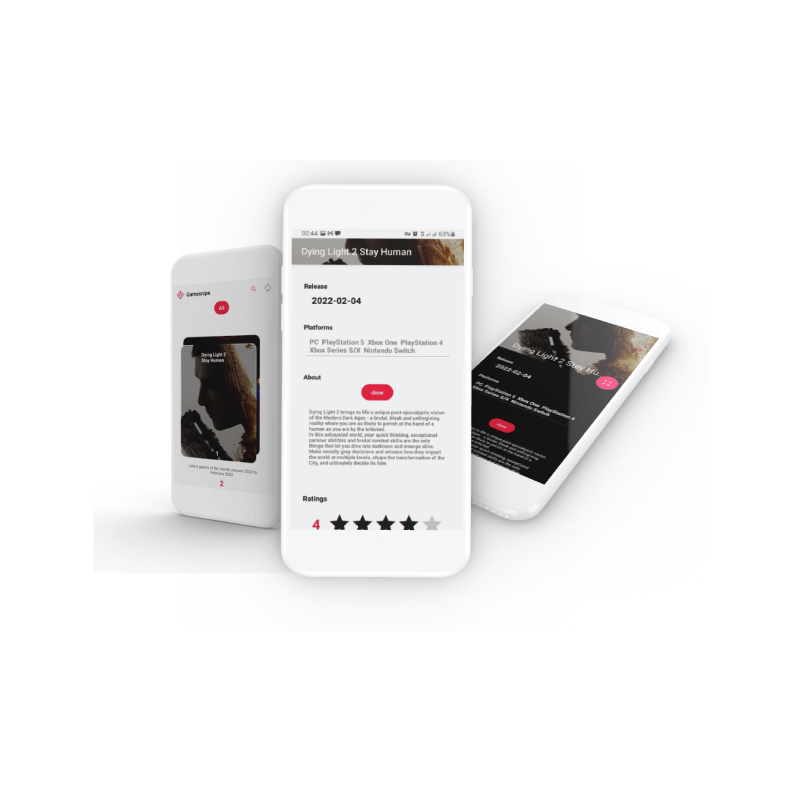 Gamesnipe
All
Dying Light 2
Stay Human
Latest games of the month January 2022 to
February 2022
2
02:44
63%
Dying Light 2 Stay Human
Release
2022-02-04
Platforms
PC PlayStation 5 Xbox One PlayStation 4
Xbox Series S/X Nintendo Switch
About
close
Dying Light 2 brings to life a unique post-apocalyptic vision
of the Modern Dark Ages - a brutal, bleak and unforgiving
reality where you are as likely to perish at the hand of a
human as you are by the infected.
In this exhausted world, your quick thinking, exceptional
parkour abilities and brutal combat skills are the only
things that let you dive into darkness and emerge alive.
Make morally grey decisions and witness how they impact
the world at multiple levels, shape the transformation of the
City, and ultimately decide its fate.
Ratings
4
Dying Light 2 Stay Hu..
Release
2022-02-04
Platforms
PC PlayStation 5 Xbox One PlayStation 4
Xbox Series S/X Nintendo Switch
close